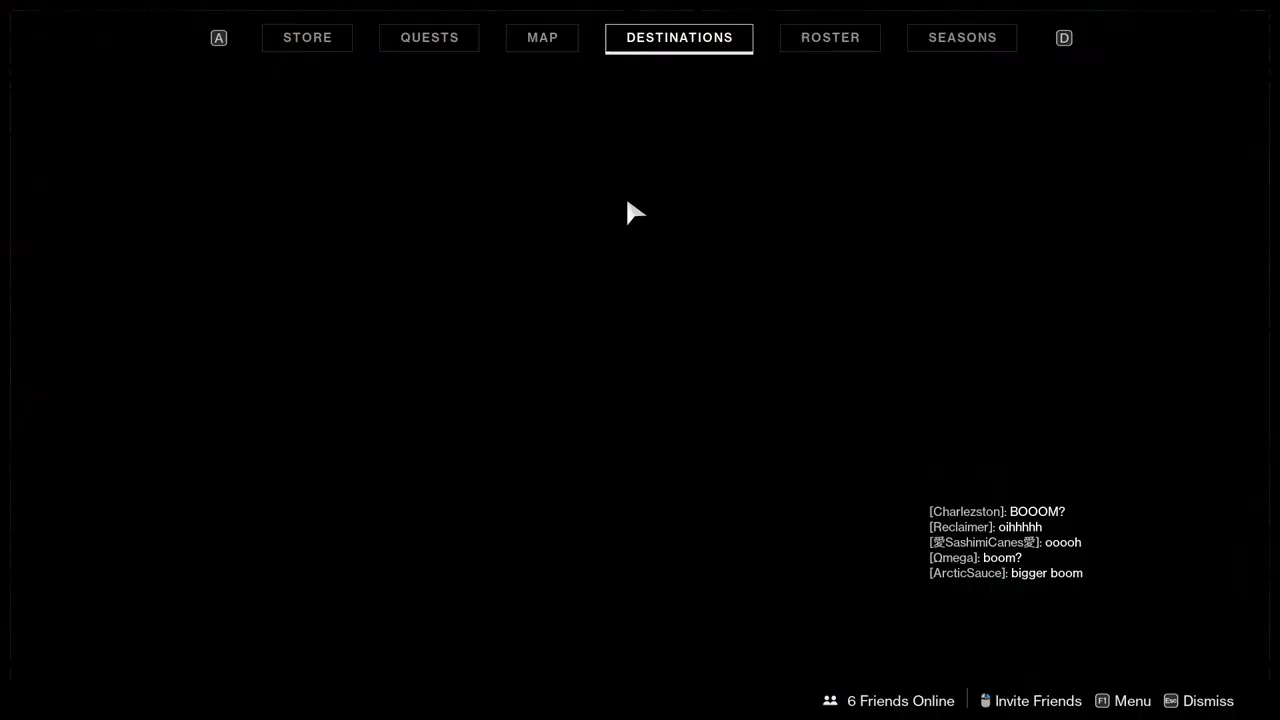 A STORE QUESTS MAP DESTINATIONS ROSTER SEASONS D
[Charlezston]: BOOOM?
[Reclaimer]: oihhhhh
[愛SashimiCanes愛]: ooooh
[Ωmega]: boom?
[ArcticSauce]: bigger boom
6 Friends Online Invite Friends F1 Menu Esc Dismiss